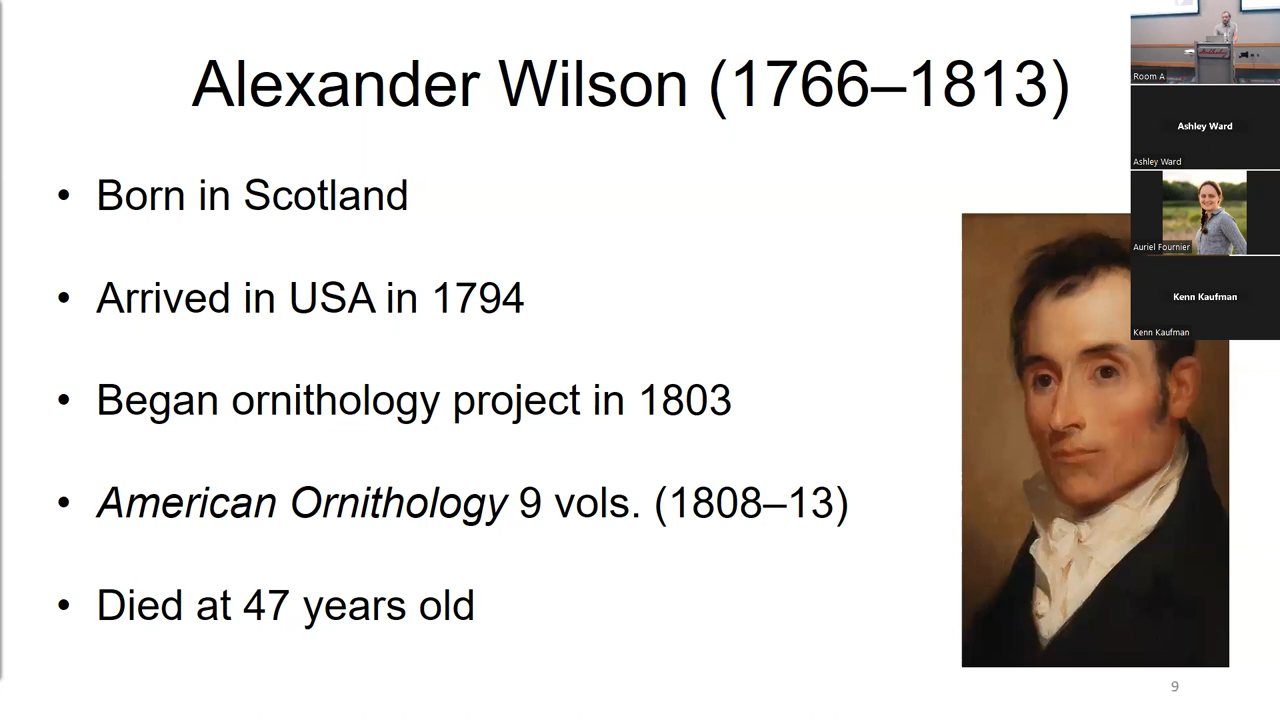 Alexander Wilson (1766–1813)
• Born in Scotland
• Arrived in USA in 1794
• Began ornithology project in 1803
• American Ornithology 9 vols. (1808–13)
• Died at 47 years old
9
Room A
Ashley Ward
Ashley Ward
Auriel Fournier
Kenn Kaufman
Kenn Kaufman